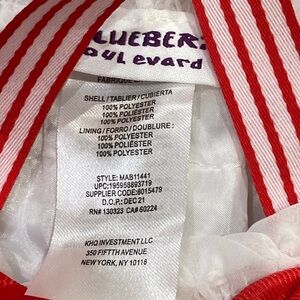 LUEBER
oulevard
FABRIQUÉ
SHELL / TABLIER / CUBIERTA
100% POLYESTER
100% POLYESTER
100% POLYESTER
LINING / FORRO / DOUBLURE :
100% POLYESTER
100% POLIÉSTER
100% POLYESTER
STYLE: MAB11441
UPC:195958893719
SUPPLIER CODE:8015479
D.O.P.: DEC 21
RN# 130323 CA# 60224
KHQ INVESTMENT LLC
350 FIFTH AVENUE
NEW YORK, NY 10118